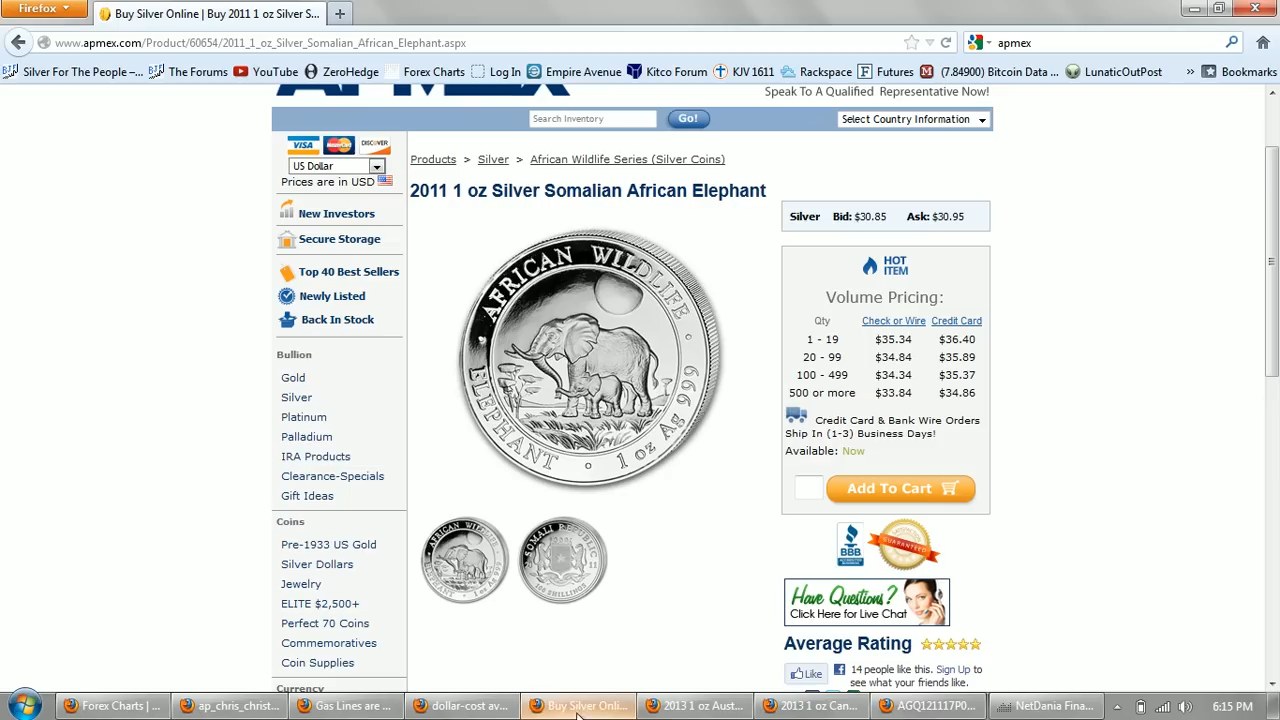 Firefox
Buy Silver Online | Buy 2011 1 oz Silver S...
www.apmex.com/Product/60654/2011_1_oz_Silver_Somalian_African_Elephant.aspx
apmex
Silver For The People –...
The Forums
YouTube
ZeroHedge
Forex Charts
Log In
Empire Avenue
Kitco Forum
KJV 1611
Rackspace
Futures
(7.84900) Bitcoin Data ...
LunaticOutPost
»
Bookmarks
APMEX
Speak To A Qualified Representative Now!
Search Inventory
Go!
Select Country Information
VISA MasterCard DISCOVER
US Dollar
Prices are in USD
New Investors
Secure Storage
Top 40 Best Sellers
Newly Listed
Back In Stock
Bullion
Gold
Silver
Platinum
Palladium
IRA Products
Clearance-Specials
Gift Ideas
Coins
Pre-1933 US Gold
Silver Dollars
Jewelry
ELITE $2,500+
Perfect 70 Coins
Commemoratives
Coin Supplies
Currency
Products > Silver > African Wildlife Series (Silver Coins)
2011 1 oz Silver Somalian African Elephant
AFRICAN WILDLIFE
ELEPHANT
1 oz Ag 999
AFRICAN WILDLIFE
ELEPHANT
SOMALI REPUBLIC
Silver Bid: $30.85 Ask: $30.95
HOT
ITEM
Volume Pricing:
Qty Check or Wire Credit Card
1 - 19 $35.34 $36.40
20 - 99 $34.84 $35.89
100 - 499 $34.34 $35.37
500 or more $33.84 $34.86
Credit Card & Bank Wire Orders
Ship In (1-3) Business Days!
Available: Now
Add To Cart
BBB
GUARANTEED
Have Questions?
Click Here for Live Chat
Average Rating
Like
14 people like this. Sign Up to
see what your friends like.
Forex Charts | ...
ap_chris_christ...
Gas Lines are ...
dollar-cost av...
Buy Silver Onli...
2013 1 oz Aust...
2013 1 oz Can...
AGQ121117P0...
NetDania Fina...
6:15 PM